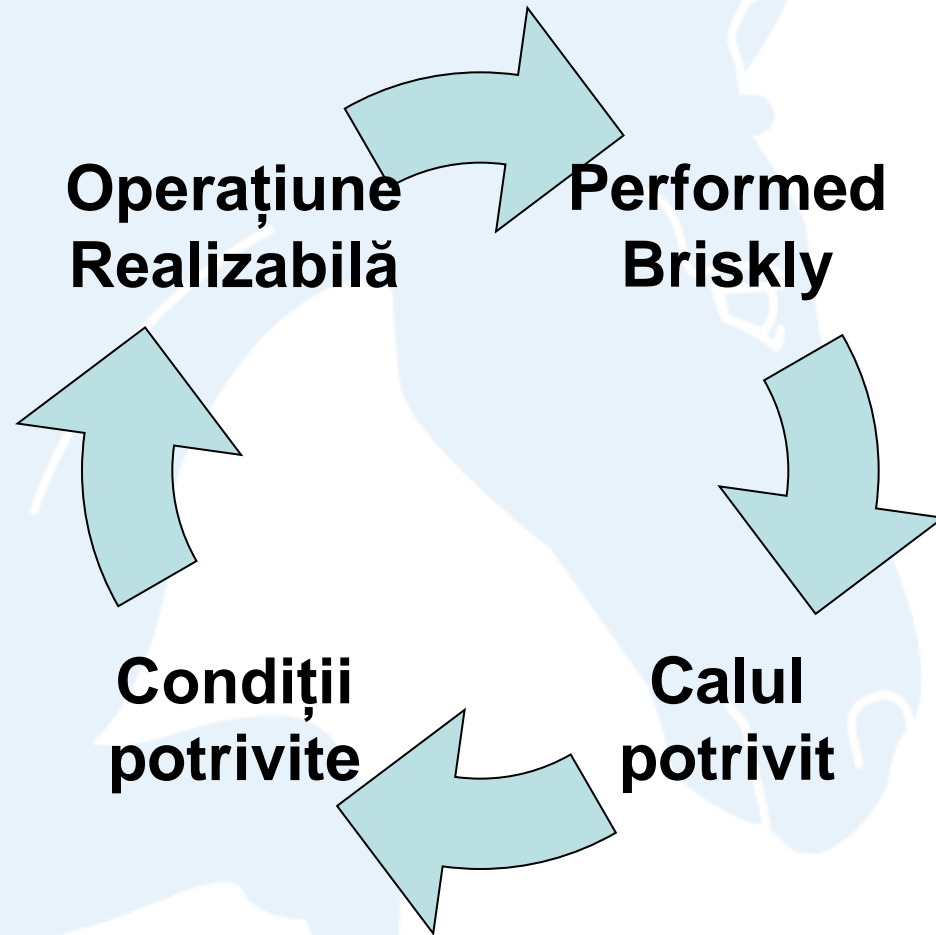 Operațiune
Realizabilă
Performed
Briskly
Condiții
potrivite
Calul
potrivit